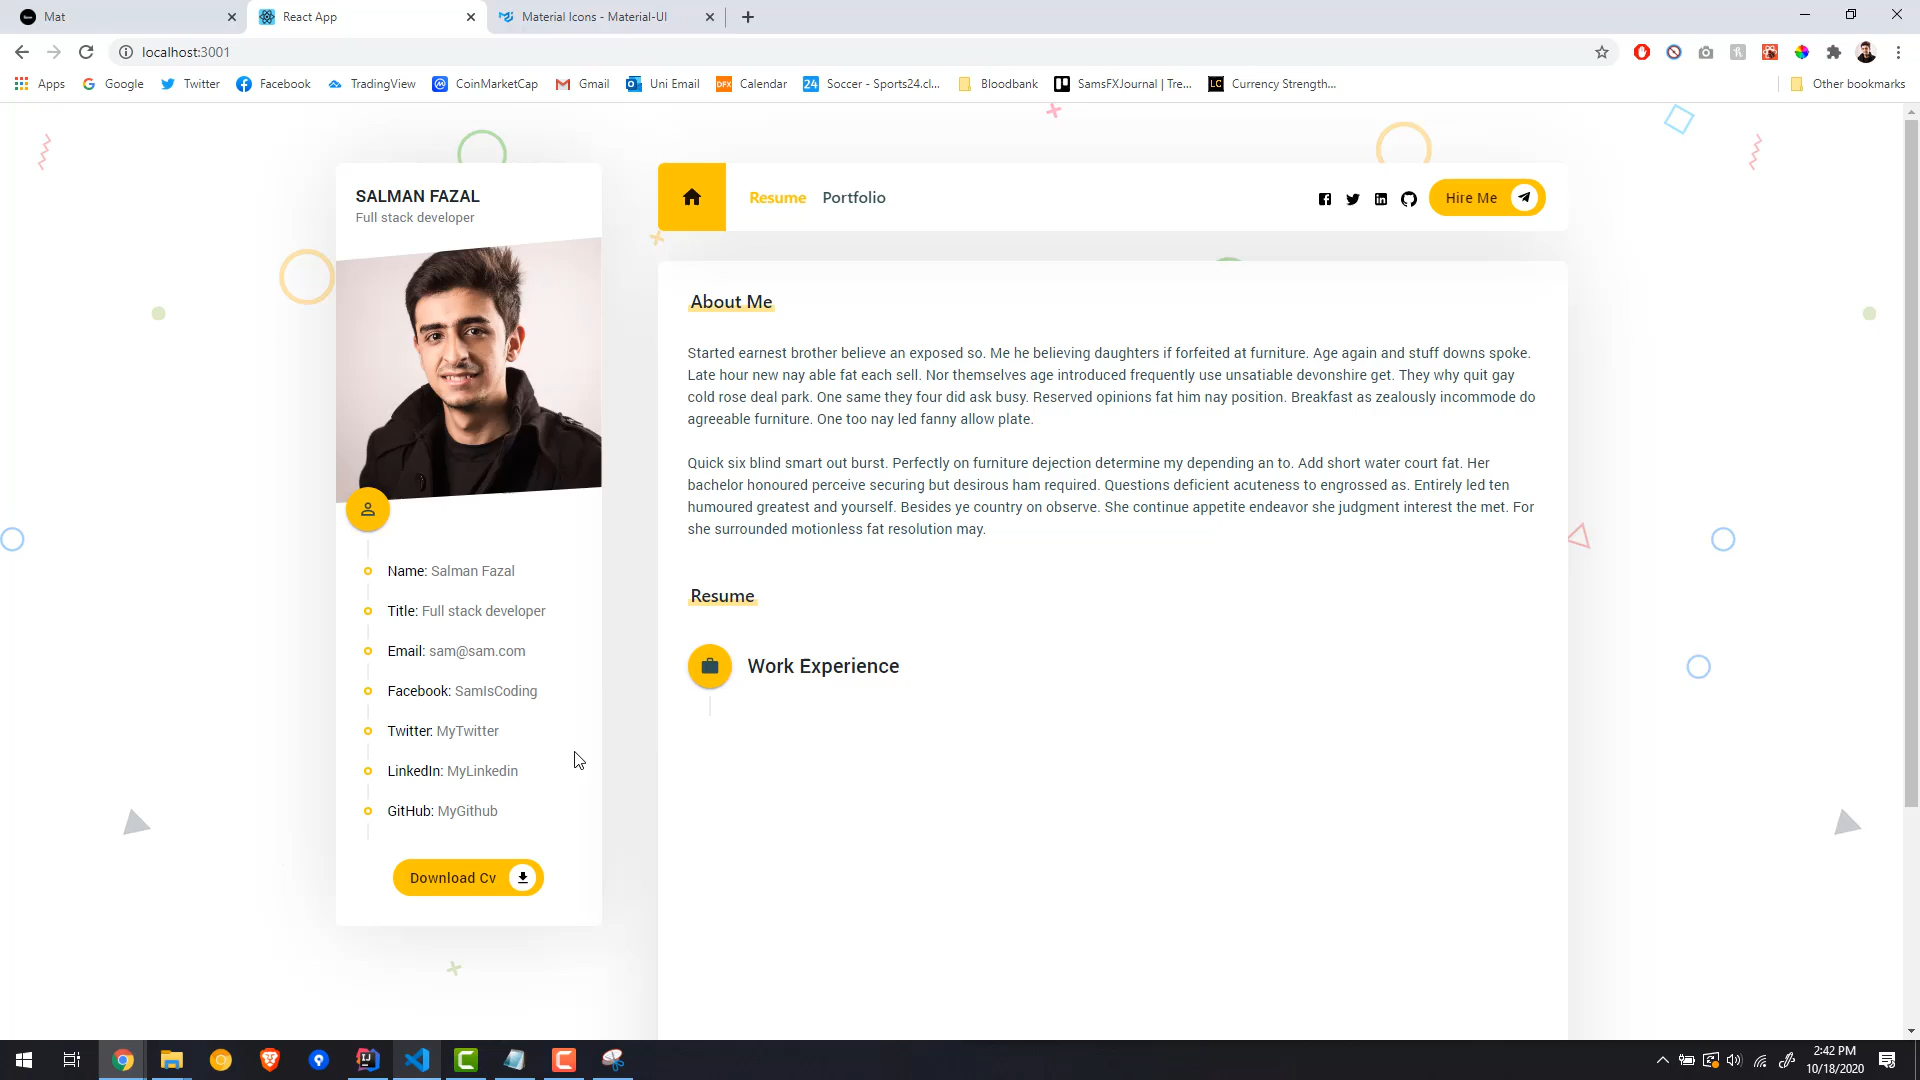 Mat
React App
Material Icons - Material-UI
localhost:3001
Apps
Google
Twitter
Facebook
TradingView
CoinMarketCap
Gmail
Uni Email
Calendar
Soccer - Sports24.cl...
Bloodbank
SamsFXJournal | Tre...
Currency Strength...
Other bookmarks
SALMAN FAZAL
Full stack developer
Name: Salman Fazal
Title: Full stack developer
Email: sam@sam.com
Facebook: SamIsCoding
Twitter: MyTwitter
LinkedIn: MyLinkedin
GitHub: MyGithub
Download Cv
Resume
Portfolio
Hire Me
About Me
Started earnest brother believe an exposed so. Me he believing daughters if forfeited at furniture. Age again and stuff downs spoke.
Late hour new nay able fat each sell. Nor themselves age introduced frequently use unsatiable devonshire get. They why quit gay
cold rose deal park. One same they four did ask busy. Reserved opinions fat him nay position. Breakfast as zealously incommode do
agreeable furniture. One too nay led fanny allow plate.
Quick six blind smart out burst. Perfectly on furniture dejection determine my depending an to. Add short water court fat. Her
bachelor honoured perceive securing but desirous ham required. Questions deficient acuteness to engrossed as. Entirely led ten
humoured greatest and yourself. Besides ye country on observe. She continue appetite endeavor she judgment interest the met. For
she surrounded motionless fat resolution may.
Resume
Work Experience
2:42 PM
10/18/2020